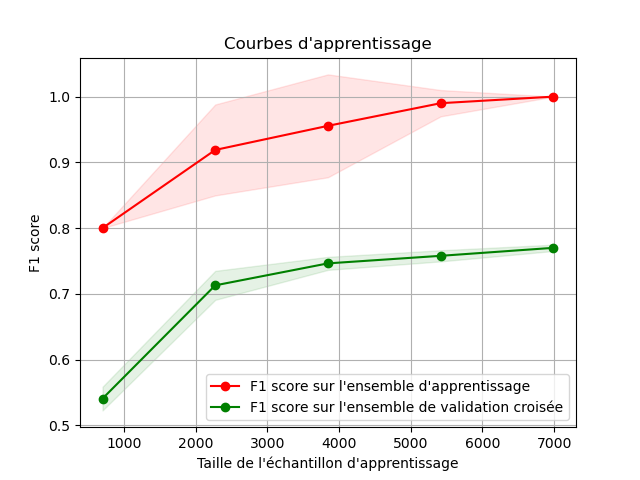 Courbes d'apprentissage
F1 score
1.0
0.9
0.8
0.7
0.6
0.5
F1 score sur l'ensemble d'apprentissage
F1 score sur l'ensemble de validation croisée
1000 2000 3000 4000 5000 6000 7000
Taille de l'échantillon d'apprentissage